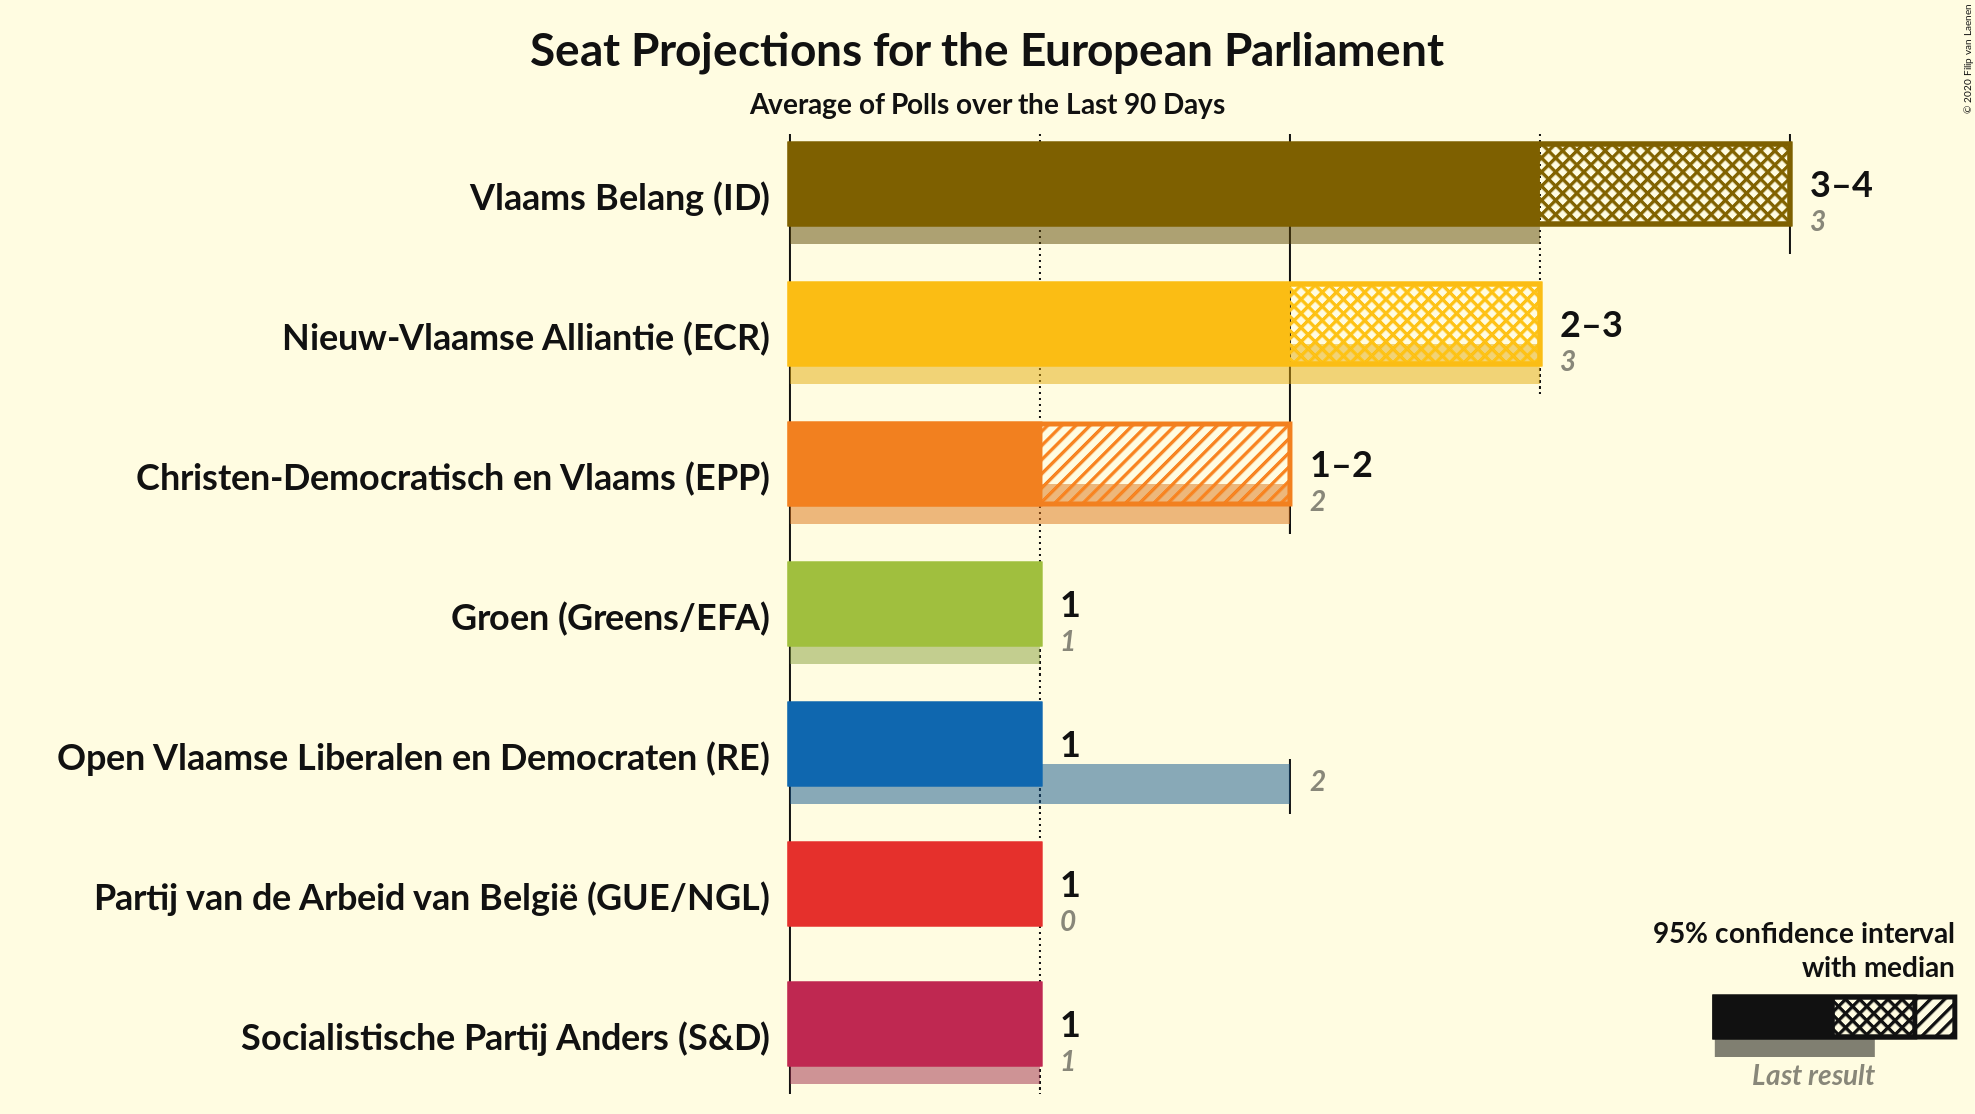 Seat Projections for the European Parliament
Average of Polls over the Last 90 Days
© 2020 Filip van Laenen
Vlaams Belang (ID)
3–4
3
Nieuw-Vlaamse Alliantie (ECR)
2–3
3
Christen-Democratisch en Vlaams (EPP)
1–2
2
Groen (Greens/EFA)
1
1
Open Vlaamse Liberalen en Democraten (RE)
1
2
Partij van de Arbeid van België (GUE/NGL)
1
0
Socialistische Partij Anders (S&D)
1
1
95% confidence interval
with median
Last result